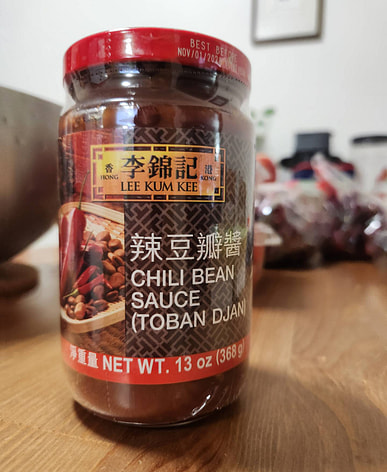 BEST BEFORE
NOV/01/202
香 李錦記 港
HONG LEE KUM KEE KONG
辣豆瓣醬
CHILI BEAN
SAUCE
(TOBAN DJAN)
淨重量 NET WT. 13 oz (368 g)